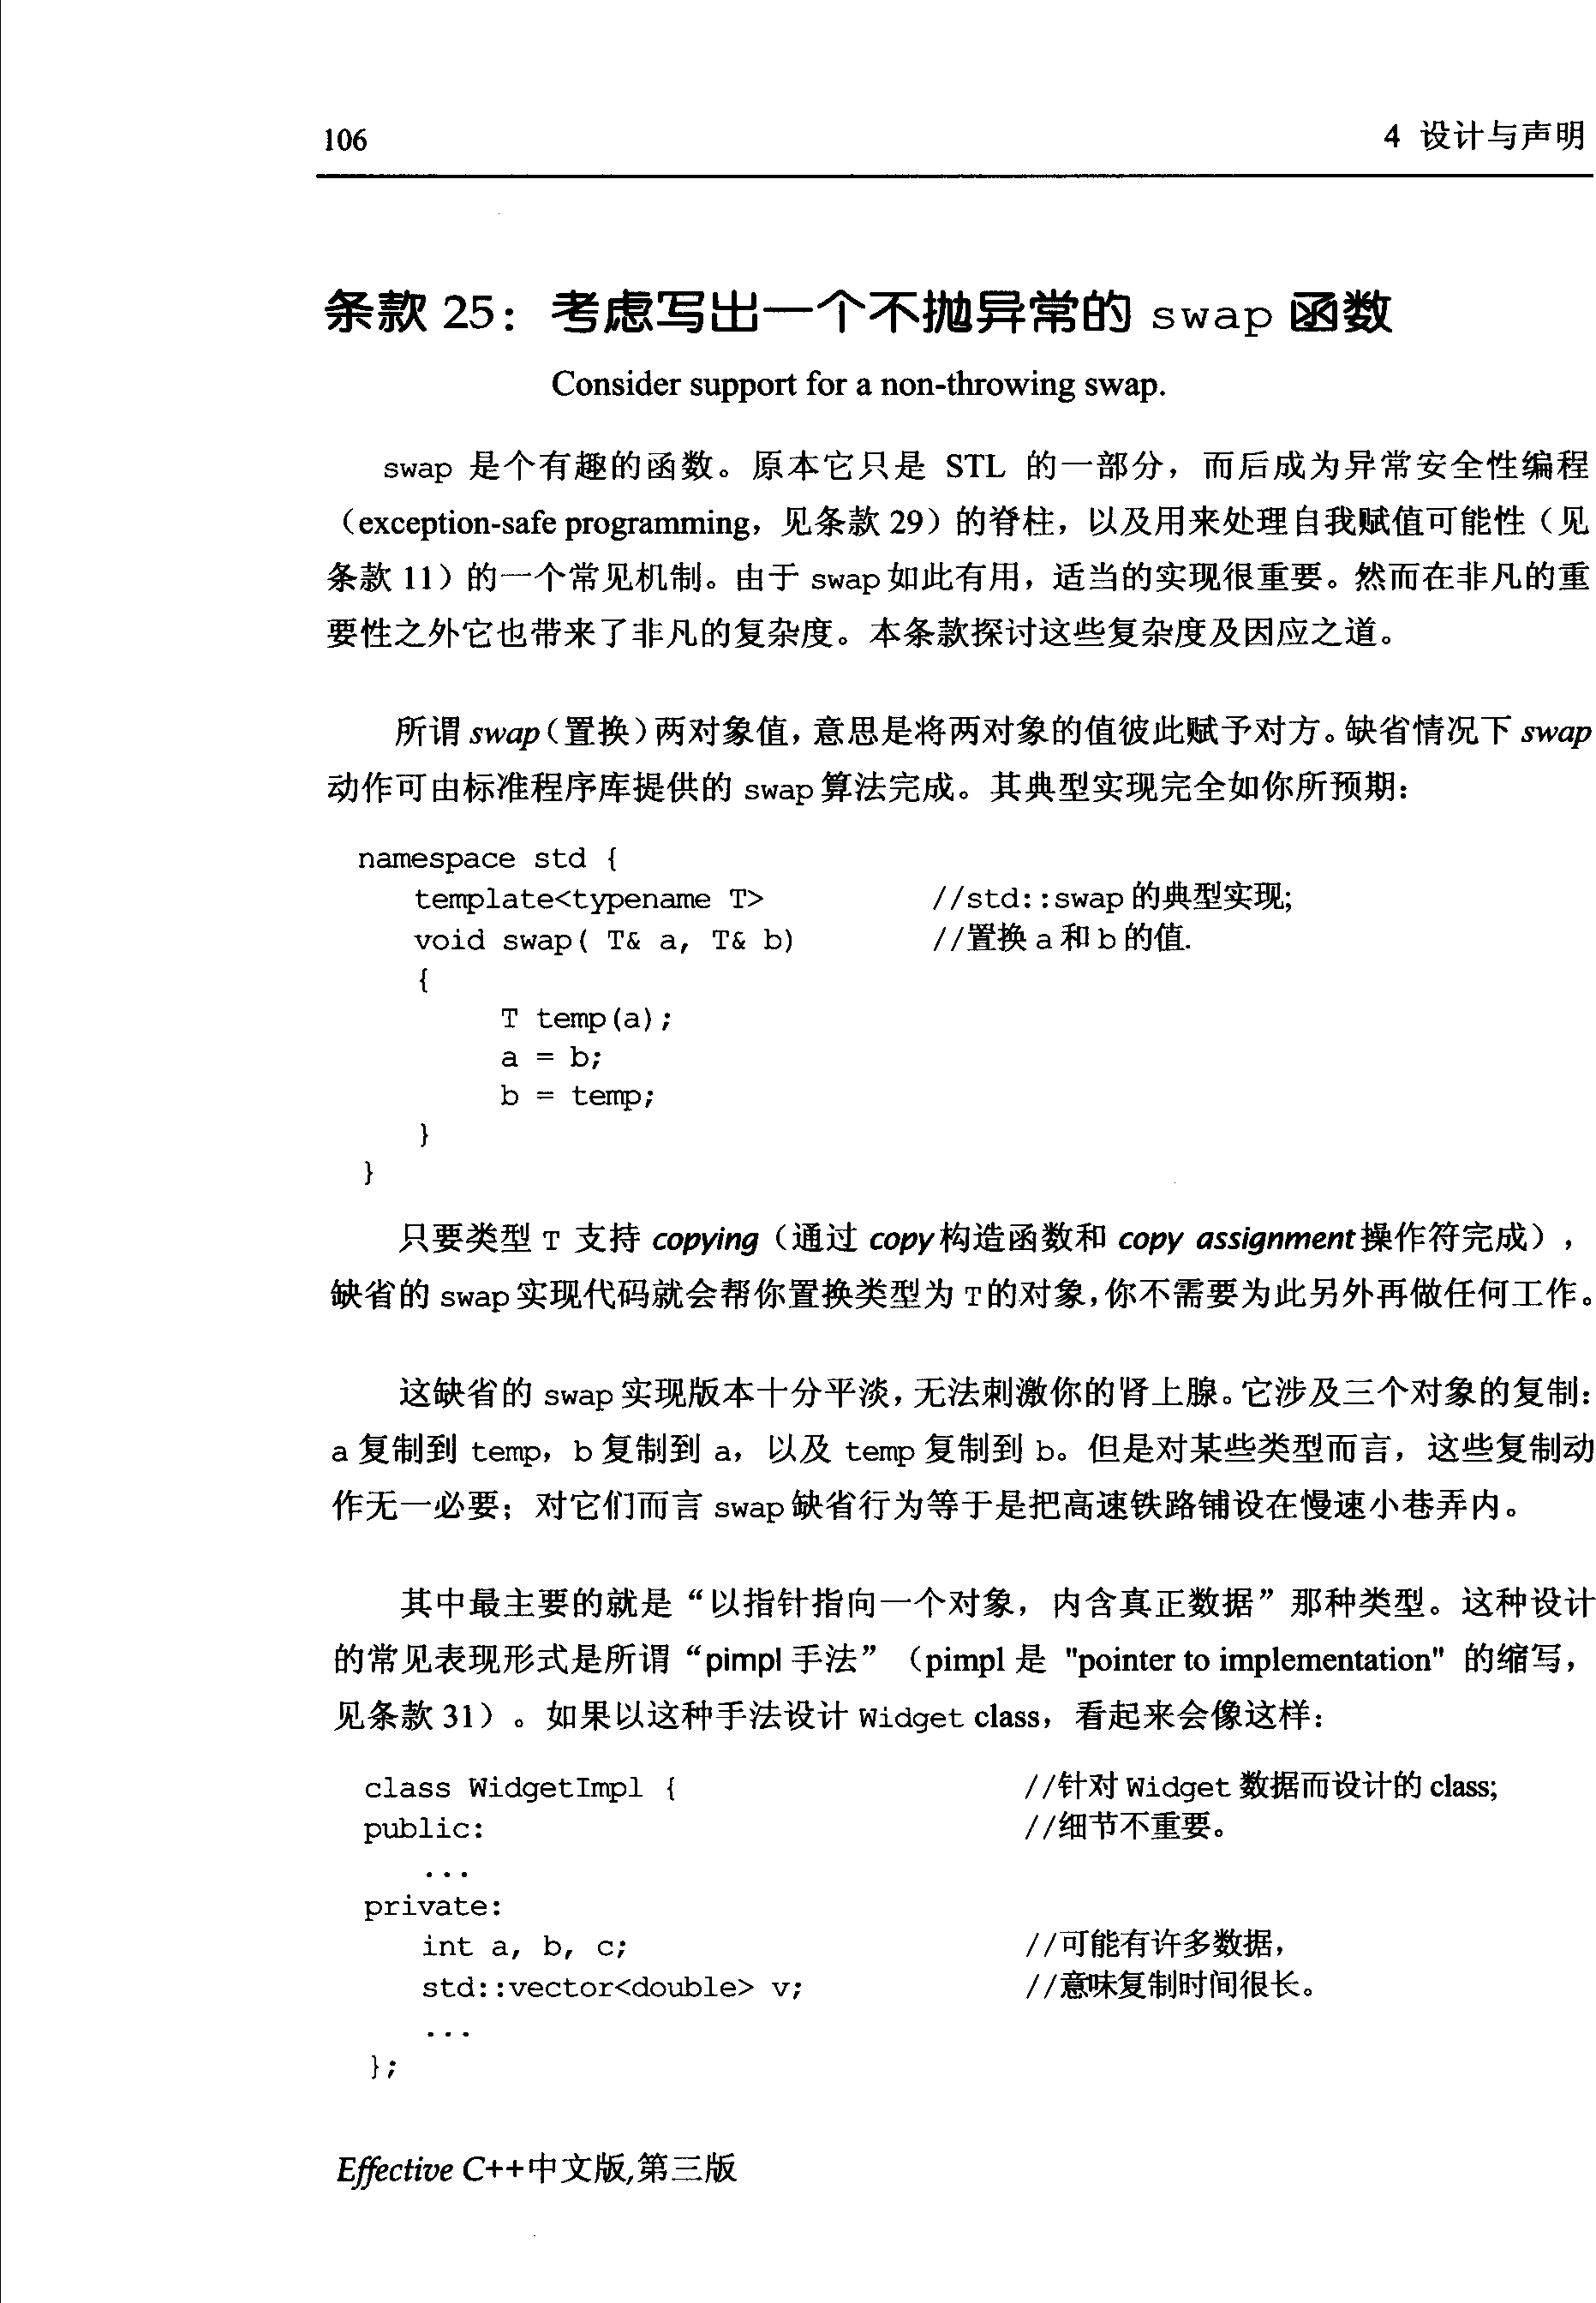 106
4 设计与声明
条款 25：考虑写出一个不抛异常的 swap 函数
Consider support for a non-throwing swap.
swap 是个有趣的函数。原本它只是 STL 的一部分，而后成为异常安全性编程
（exception-safe programming，见条款 29）的脊柱，以及用来处理自我赋值可能性（见
条款 11）的一个常见机制。由于 swap 如此有用，适当的实现很重要。然而在非凡的重
要性之外它也带来了非凡的复杂度。本条款探讨这些复杂度及因应之道。
所谓 swap（置换）两对象值，意思是将两对象的值彼此赋予对方。缺省情况下 swap
动作可由标准程序库提供的 swap 算法完成。其典型实现完全如你所预期：
namespace std {
template<typename T> //std::swap 的典型实现;
void swap( T& a, T& b) //置换 a 和 b 的值.
{
T temp(a);
a = b;
b = temp;
}
}
只要类型 T 支持 copying（通过 copy 构造函数和 copy assignment 操作符完成），
缺省的 swap 实现代码就会帮你置换类型为 T 的对象，你不需要为此另外再做任何工作。
这缺省的 swap 实现版本十分平淡，无法刺激你的肾上腺。它涉及三个对象的复制：
a 复制到 temp，b 复制到 a，以及 temp 复制到 b。但是对某些类型而言，这些复制动
作无一必要；对它们而言 swap 缺省行为等于是把高速铁路铺设在慢速小巷弄内。
其中最主要的就是“以指针指向一个对象，内含真正数据”那种类型。这种设计
的常见表现形式是所谓“pimpl 手法”（pimpl 是 "pointer to implementation" 的缩写，
见条款 31）。如果以这种手法设计 Widget class，看起来会像这样：
class WidgetImpl { //针对 Widget 数据而设计的 class;
public: //细节不重要。
...
private:
int a, b, c; //可能有许多数据，
std::vector<double> v; //意味复制时间很长。
...
};
Effective C++中文版,第三版